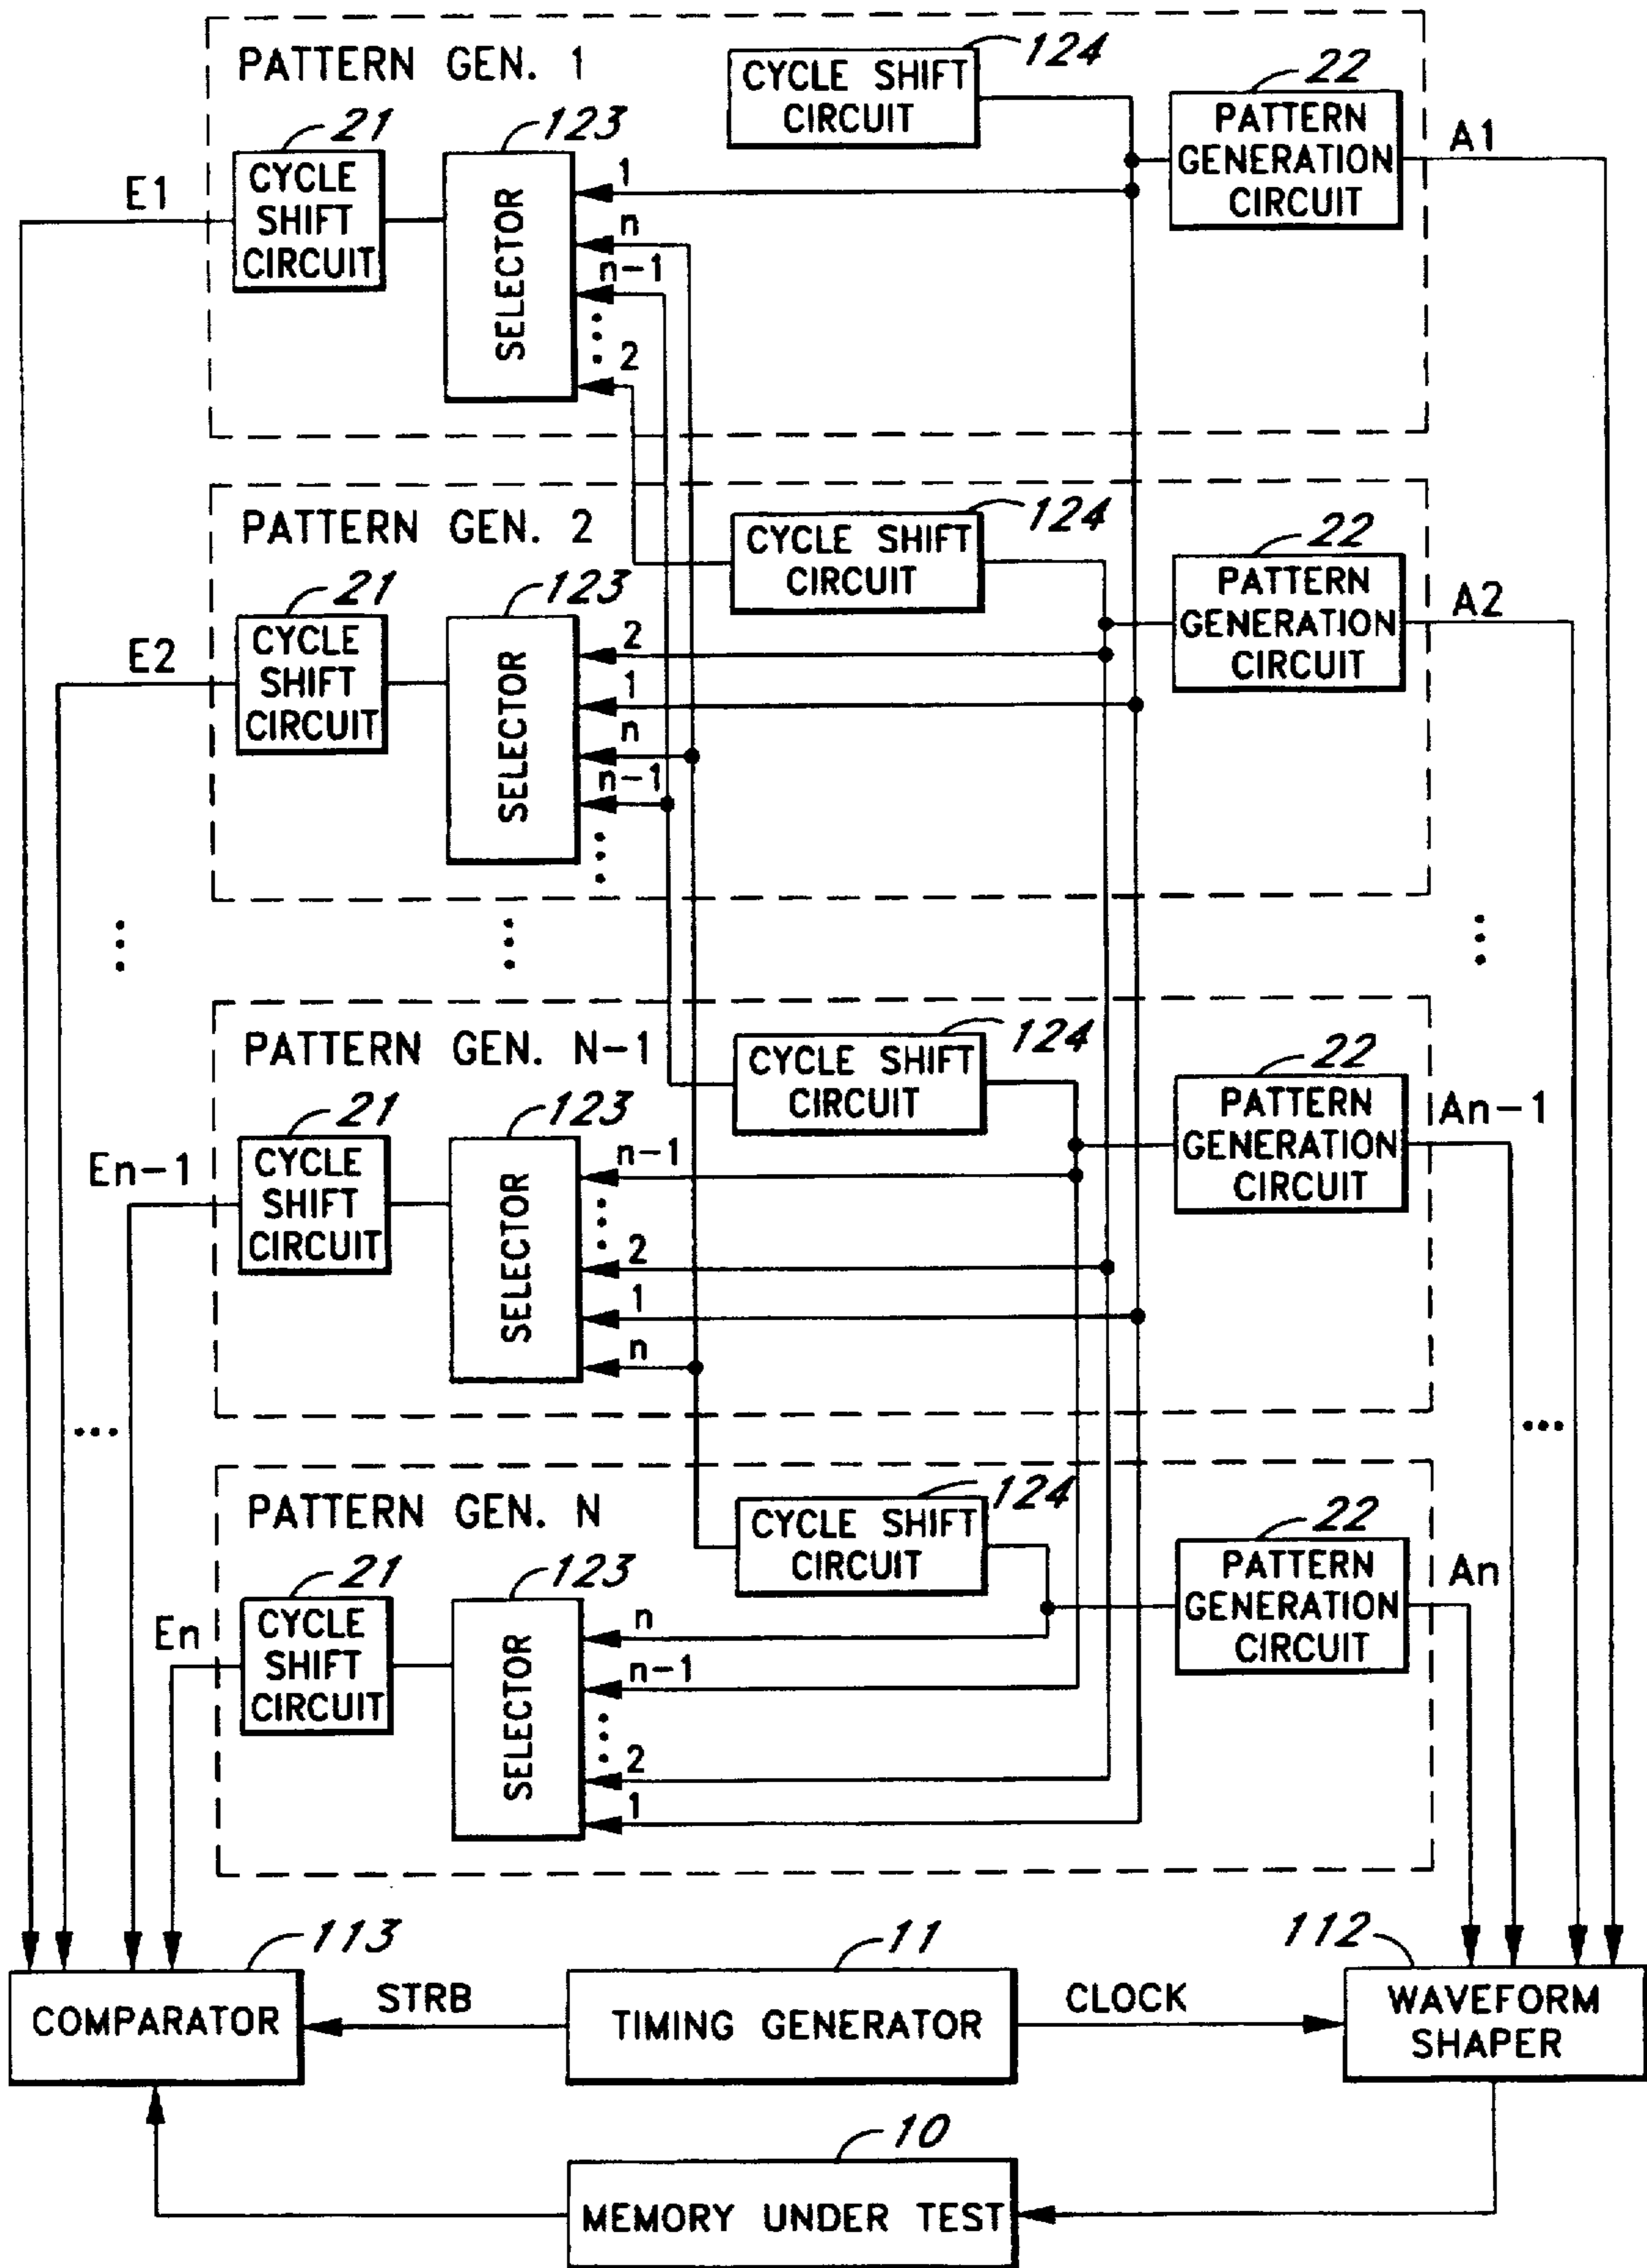 PATTERN GEN. 1
124
CYCLE SHIFT
CIRCUIT
22
PATTERN
GENERATION
CIRCUIT
A1
21
CYCLE
SHIFT
CIRCUIT
E1
123
SELECTOR
1
n
n-1
...
2
PATTERN GEN. 2
124
CYCLE SHIFT
CIRCUIT
22
PATTERN
GENERATION
CIRCUIT
A2
21
CYCLE
SHIFT
CIRCUIT
E2
123
SELECTOR
2
1
n
n-1
...
...
...
...
PATTERN GEN. N-1
124
CYCLE SHIFT
CIRCUIT
22
PATTERN
GENERATION
CIRCUIT
An-1
21
CYCLE
SHIFT
CIRCUIT
En-1
123
SELECTOR
n-1
...
2
1
n
...
...
PATTERN GEN. N
124
CYCLE SHIFT
CIRCUIT
22
PATTERN
GENERATION
CIRCUIT
An
21
CYCLE
SHIFT
CIRCUIT
En
123
SELECTOR
n
n-1
...
2
1
113
COMPARATOR
STRB
11
TIMING GENERATOR
CLOCK
112
WAVEFORM
SHAPER
10
MEMORY UNDER TEST